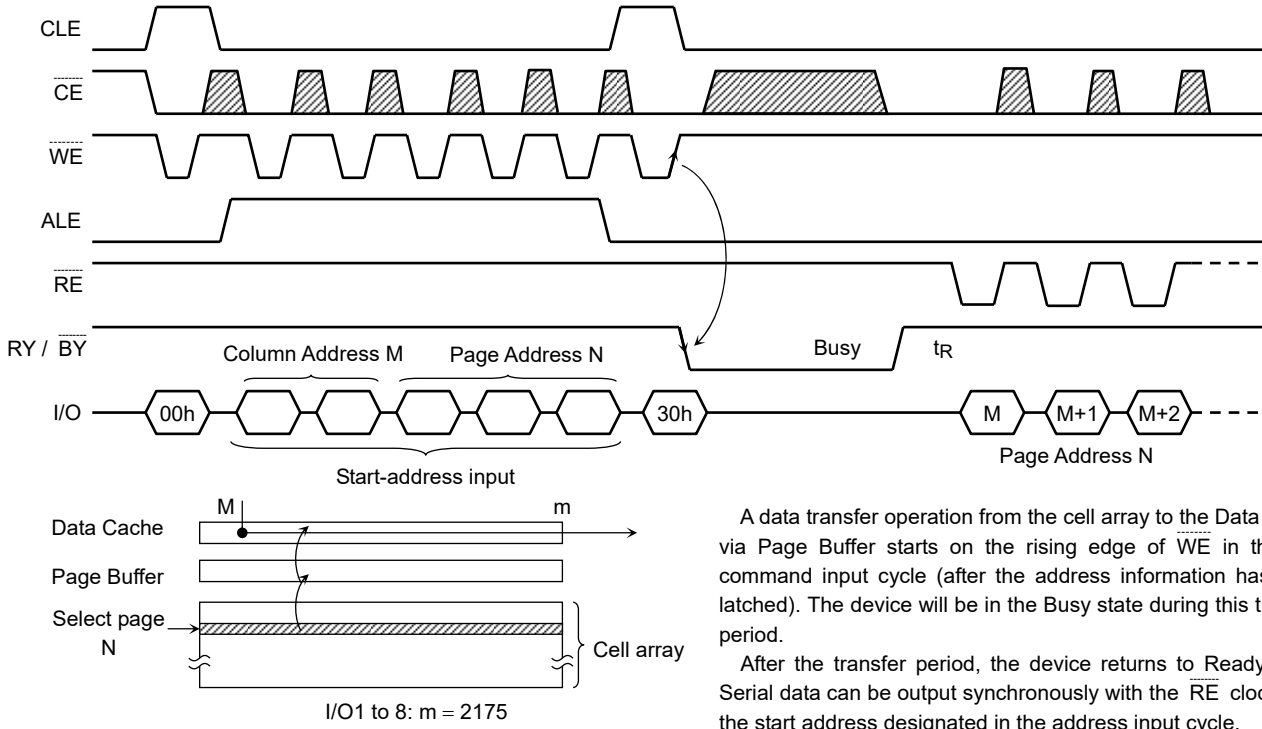 CLE
CE
WE
ALE
RE
RY / BY
Column Address M
Page Address N
Busy
tR
I/O
00h
30h
M
M+1
M+2
Start-address input
Page Address N
M
m
Data Cache
Page Buffer
Select page
N
Cell array
I/O1 to 8: m = 2175
A data transfer operation from the cell array to the Data
via Page Buffer starts on the rising edge of WE in th
command input cycle (after the address information has
latched). The device will be in the Busy state during this t
period.
After the transfer period, the device returns to Ready
Serial data can be output synchronously with the RE cloc
the start address designated in the address input cycle.